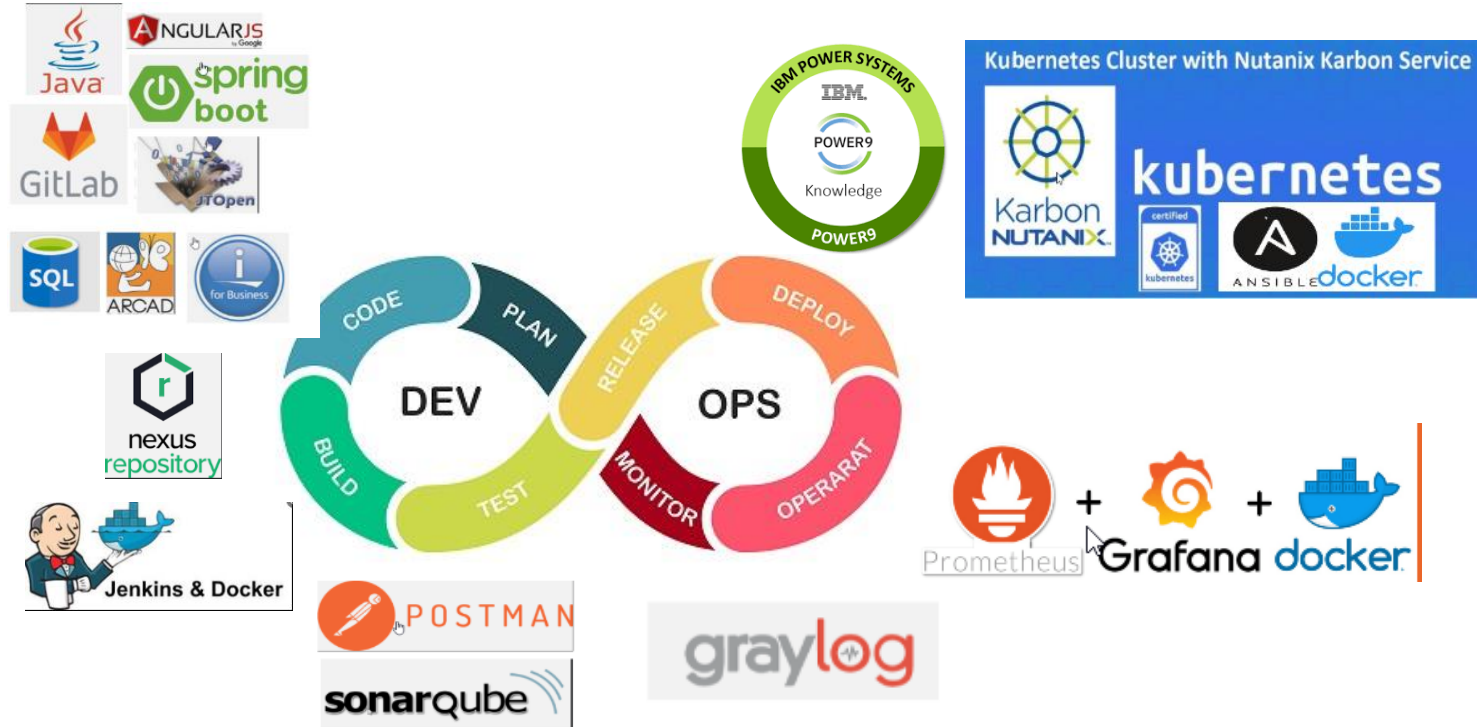 Java
ANGULARJS
by Google
spring
boot
GitLab
JTOpen
SQL
ARCAD
i
for Business
IBM POWER SYSTEMS
IBM.
POWER9
Knowledge
POWER9
Kubernetes Cluster with Nutanix Karbon Service
Karbon
NUTANIX™
kubernetes
certified
kubernetes
A
ANSIBLE
docker
CODE
PLAN
RELEASE
DEPLOY
DEV
OPS
BUILD
TEST
MONITOR
OPERARAT
r
nexus
repository
Jenkins & Docker
Prometheus
+
Grafana
+
docker
POSTMAN
sonarqube
graylog